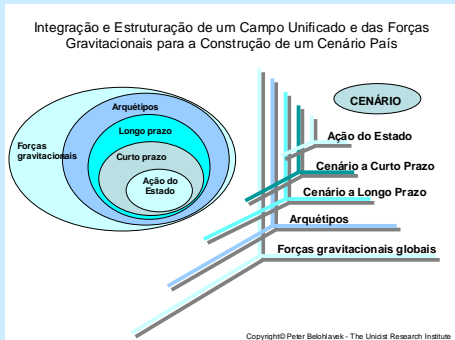 Integração e Estruturação de um Campo Unificado e das Forças
Gravitacionais para a Construção de um Cenário País
Forças
gravitacionais
Arquétipos
Longo prazo
Curto prazo
Ação do
Estado
CENÁRIO
Ação do Estado
Cenário a Curto Prazo
Cenário a Longo Prazo
Arquétipos
Forças gravitacionais globais
Copyright© Peter Belohlavek - The Unicist Research Institute